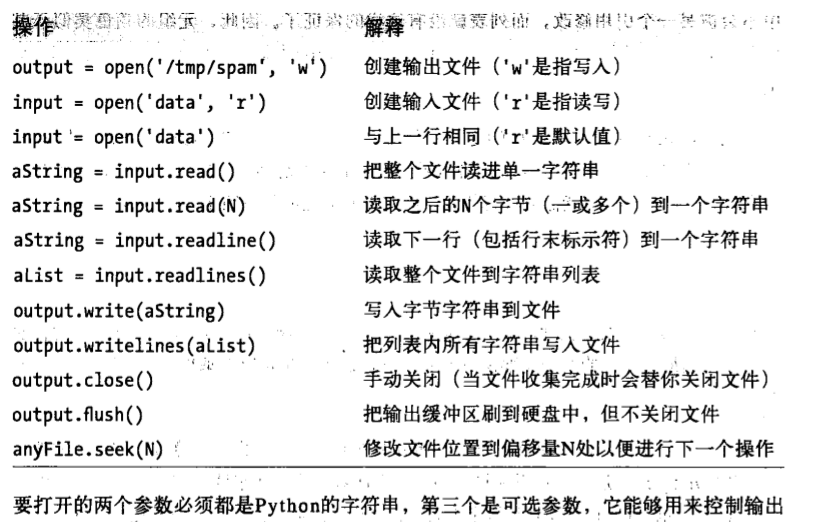 操作 解释
output = open('/tmp/spam', 'w') 创建输出文件（'w'是指写入）
input = open('data', 'r') 创建输入文件（'r'是指读写）
input = open('data') 与上一行相同（'r'是默认值）
aString = input.read() 把整个文件读进单一字符串
aString = input.read(N) 读取之后的N个字节（一或多个）到一个字符串
aString = input.readline() 读取下一行（包括行末标示符）到一个字符串
aList = input.readlines() 读取整个文件到字符串列表
output.write(aString) 写入字节字符串到文件
output.writelines(aList) 把列表内所有字符串写入文件
output.close() 手动关闭（当文件收集完成时会替你关闭文件）
output.flush() 把输出缓冲区刷到硬盘中，但不关闭文件
anyFile.seek(N) 修改文件位置到偏移量N处以便进行下一个操作
要打开的两个参数必须都是Python的字符串，第三个是可选参数，它能够用来控制输出